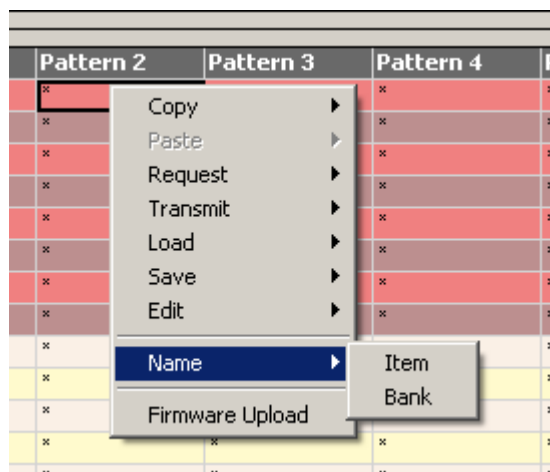 Pattern 2 Pattern 3 Pattern 4
Copy
Paste
Request
Transmit
Load
Save
Edit
Name
Item
Bank
Firmware Upload